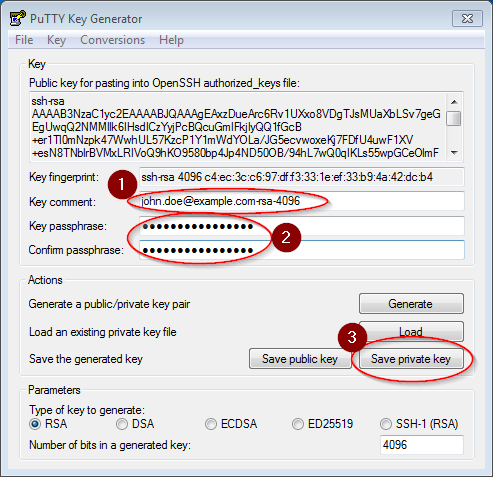 PuTTY Key Generator
File Key Conversions Help
Key
Public key for pasting into OpenSSH authorized_keys file:
ssh-rsa
AAAAB3NzaC1yc2EAAAABJQAAAgEAxzDueArc6Rv1UXxo8VDgTJsMUaXbLSv7geG
EgUwqQ2NMMIlk6IHsdICzYyjPcBQcuGmIFkjlyQQ1fGcB
+er1Tl0mNzpk47WwhUL57KzcP1Y1mWdYOLa/JG5ecvwoxeKj7FDfU4uwF1XV
+esN8TNblrBVMxLRIVoQ9hKO9580bp4Jp4ND50OB/94hL7wQ0qIKLs55wpGCeOlmF
Key fingerprint: ssh-rsa 4096 c4:ec:3c:c6:97:df:f3:33:1e:ef:33:b9:4a:42:dc:b4
1
Key comment: john.doe@example.com-rsa-4096
Key passphrase:
2
Confirm passphrase:
Actions
Generate a public/private key pair Generate
Load an existing private key file Load
3
Save the generated key Save public key Save private key
Parameters
Type of key to generate:
RSA DSA ECDSA ED25519 SSH-1 (RSA)
Number of bits in a generated key: 4096